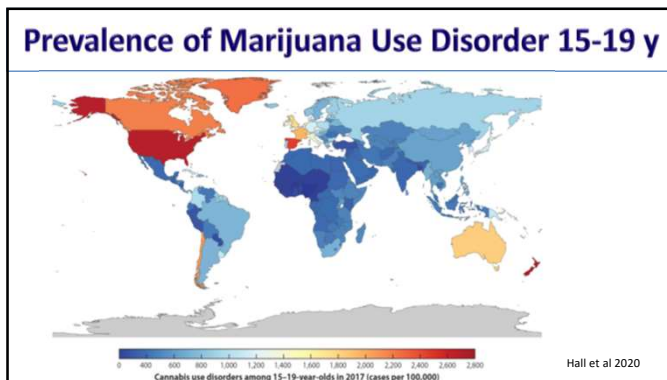 Prevalence of Marijuana Use Disorder 15-19 y
0 400 600 800 1,000 1,200 1,400 1,600 1,800 2,000 2,200 2,400 2,600 2,800
Cannabis use disorders among 15–19-year-olds in 2017 (cases per 100,000)
Hall et al 2020